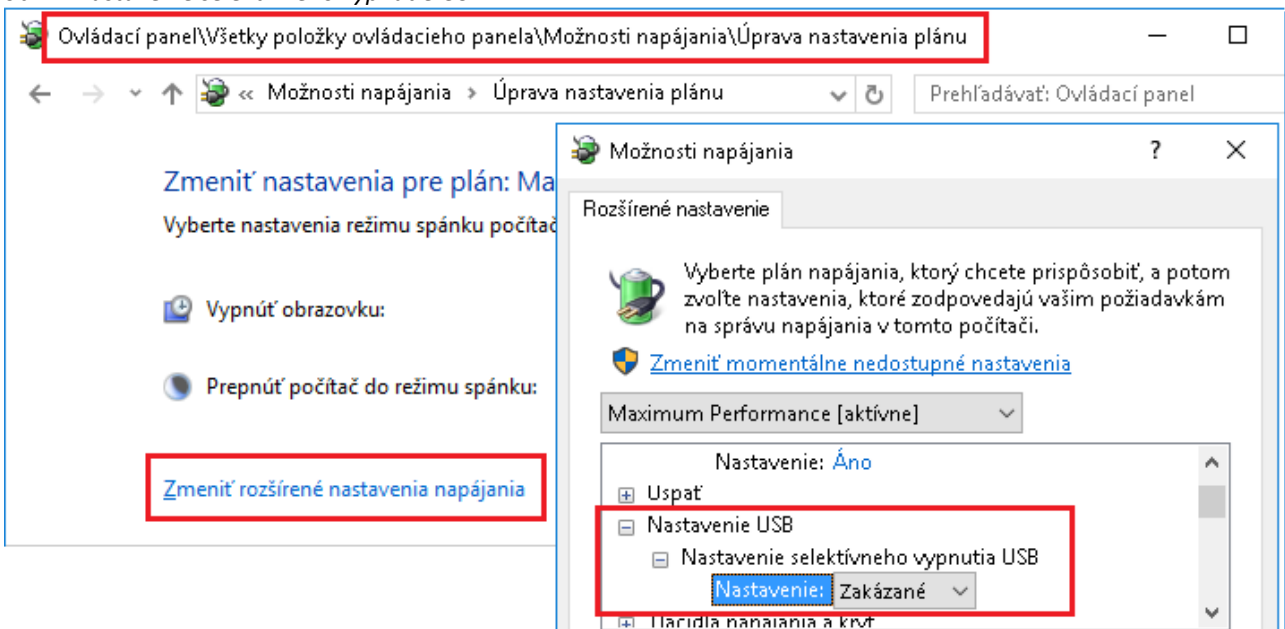 Ovládací panel\Všetky položky ovládacieho panela\Možnosti napájania\Úprava nastavenia plánu
« Možnosti napájania > Úprava nastavenia plánu
Prehľadávať: Ovládací panel
Možnosti napájania
?
Zmeniť nastavenia pre plán: Ma
Rozšírené nastavenie
Vyberte nastavenia režimu spánku počítač
Vyberte plán napájania, ktorý chcete prispôsobiť, a potom
zvoľte nastavenia, ktoré zodpovedajú vašim požiadavkám
na správu napájania v tomto počítači.
Vypnúť obrazovku:
Zmeniť momentálne nedostupné nastavenia
Prepnúť počítač do režimu spánku:
Maximum Performance [aktívne]
Nastavenie: Áno
Zmeniť rozšírené nastavenia napájania
Uspať
Nastavenie USB
Nastavenie selektívneho vypnutia USB
Nastavenie: Zakázané
Tlačidlá napájania a kryt